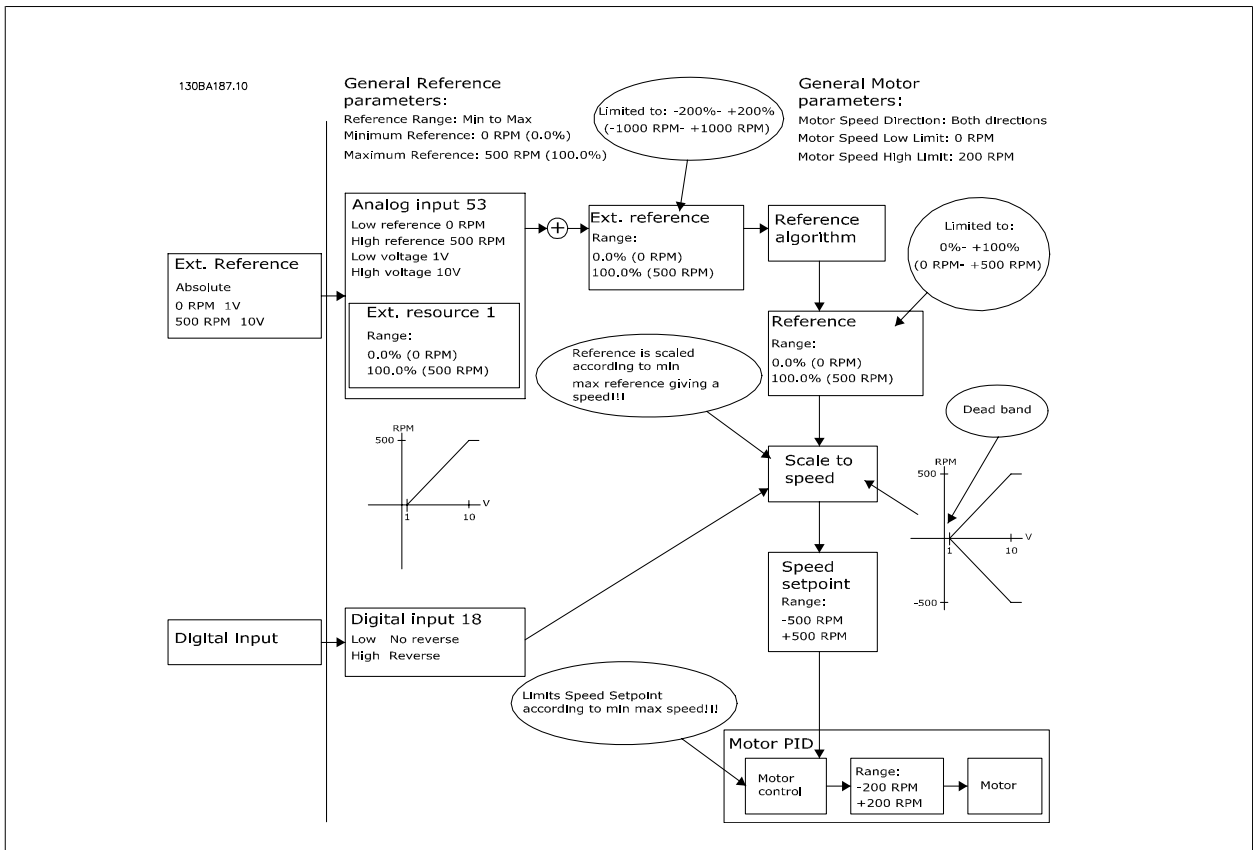 130BA187.10
General Reference
parameters:
Reference Range: Min to Max
Minimum Reference: 0 RPM (0.0%)
Maximum Reference: 500 RPM (100.0%)
Limited to: -200%- +200%
(-1000 RPM- +1000 RPM)
General Motor
parameters:
Motor Speed Direction: Both directions
Motor Speed Low Limit: 0 RPM
Motor Speed High Limit: 200 RPM
Ext. Reference
Absolute
0 RPM 1V
500 RPM 10V
Analog input 53
Low reference 0 RPM
High reference 500 RPM
Low voltage 1V
High voltage 10V
Ext. resource 1
Range:
0.0% (0 RPM)
100.0% (500 RPM)
+
Ext. reference
Range:
0.0% (0 RPM)
100.0% (500 RPM)
Reference
algorithm
Limited to:
0%- +100%
(0 RPM- +500 RPM)
Reference
Range:
0.0% (0 RPM)
100.0% (500 RPM)
Reference is scaled
according to min
max reference giving a
speed!!!
Dead band
RPM
500
V
1
10
Scale to
speed
RPM
500
V
1
10
-500
Speed
setpoint
Range:
-500 RPM
+500 RPM
Digital Input
Digital input 18
Low No reverse
High Reverse
Limits Speed Setpoint
according to min max speed!!!
Motor PID
Motor
control
Range:
-200 RPM
+200 RPM
Motor